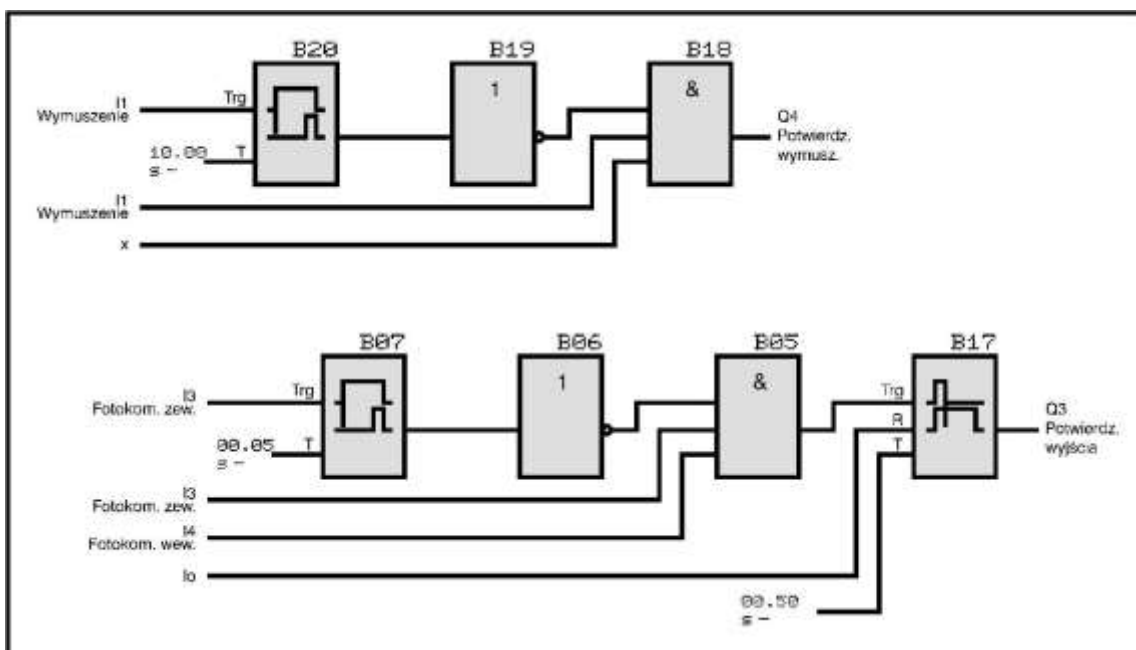 B20
B19
B18
I1
Wymuszenie
Trg
1
&
Q4
Potwierdz.
wymusz.
10.00
s -
T
I1
Wymuszenie
x
B07
B06
B05
B17
I3
Fotokom. zew.
Trg
1
&
Trg
R
T
Q3
Potwierdz.
wyjścia
00.05
s -
T
I3
Fotokom. zew.
I4
Fotokom. wew.
Io
00.50
s -